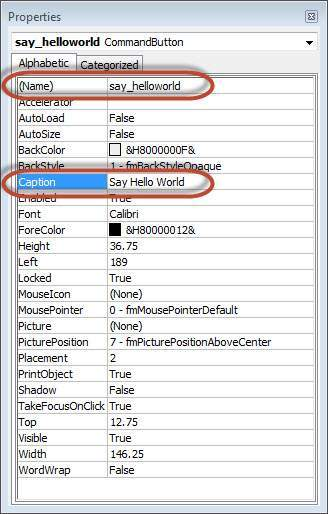 Properties
say_helloworld CommandButton
Alphabetic Categorized
(Name) say_helloworld
Accelerator
AutoLoad False
AutoSize False
BackColor &H8000000F&
BackStyle 1 - fmBackStyleOpaque
Caption Say Hello World
Enabled True
Font Calibri
ForeColor &H80000012&
Height 36.75
Left 189
Locked True
MouseIcon (None)
MousePointer 0 - fmMousePointerDefault
Picture (None)
PicturePosition 7 - fmPicturePositionAboveCenter
Placement 2
PrintObject True
Shadow False
TakeFocusOnClick True
Top 12.75
Visible True
Width 146.25
WordWrap False